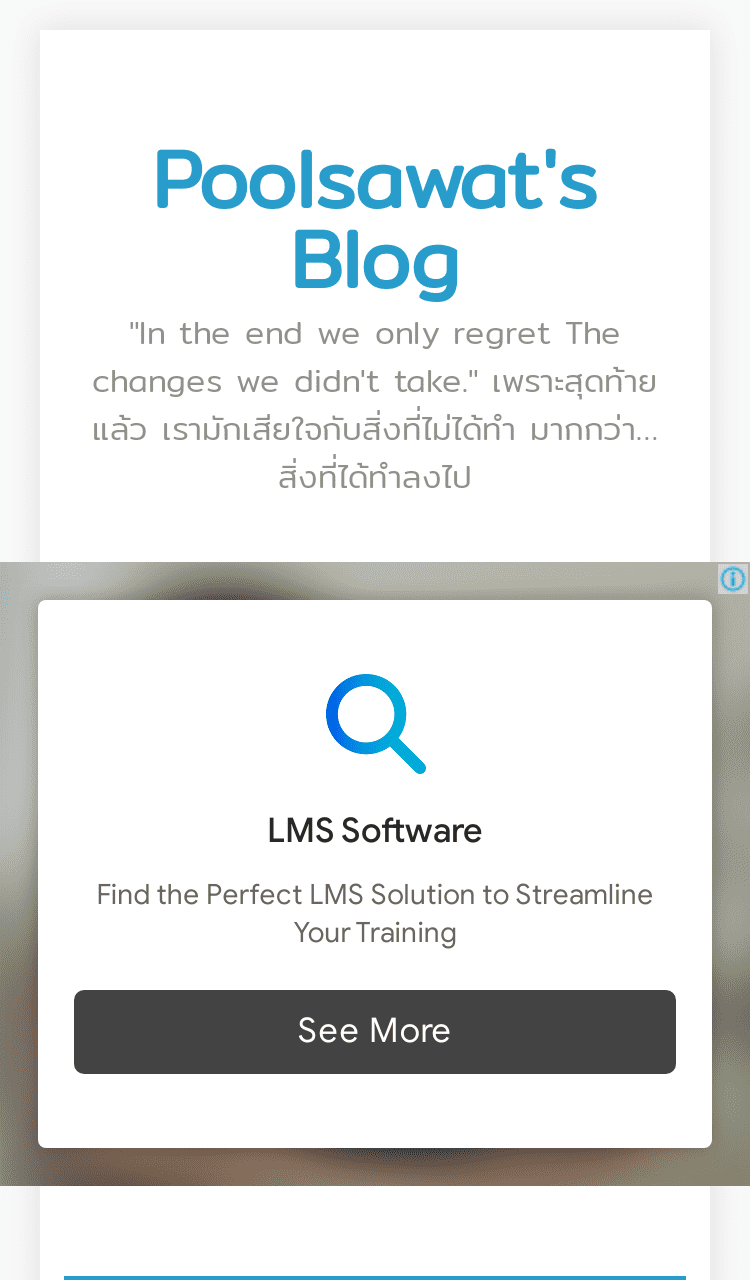 Poolsawat's
Blog
"In the end we only regret The
changes we didn't take." เพราะสุดท้าย
แล้ว เรามักเสียใจกับสิ่งที่ไม่ได้ทำ มากกว่า...
สิ่งที่ได้ทำลงไป
LMS Software
Find the Perfect LMS Solution to Streamline
Your Training
See More